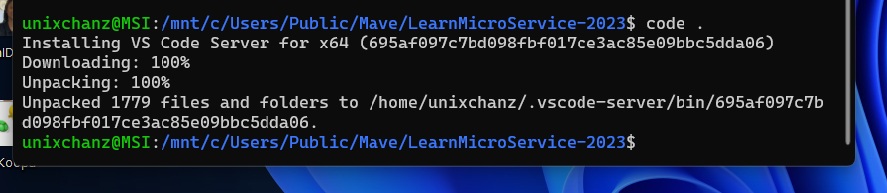 unixchanz@MSI:/mnt/c/Users/Public/Mave/LearnMicroService-2023$ code .
Installing VS Code Server for x64 (695af097c7bd098fbf017ce3ac85e09bbc5dda06)
Downloading: 100%
Unpacking: 100%
Unpacked 1779 files and folders to /home/unixchanz/.vscode-server/bin/695af097c7b
d098fbf017ce3ac85e09bbc5dda06.
unixchanz@MSI:/mnt/c/Users/Public/Mave/LearnMicroService-2023$